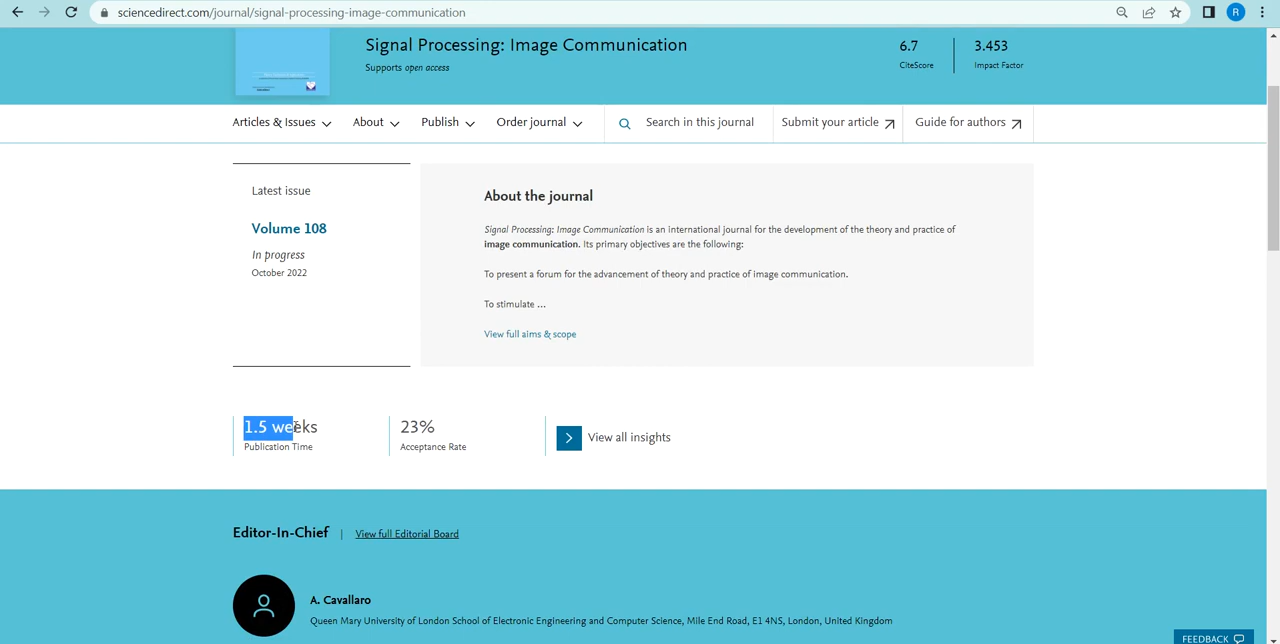 sciencedirect.com/journal/signal-processing-image-communication
R
Signal Processing: Image Communication
Supports open access
6.7
CiteScore
3.453
Impact Factor
Articles & Issues
About
Publish
Order journal
Search in this journal
Submit your article
Guide for authors
Latest issue
Volume 108
In progress
October 2022
About the journal
Signal Processing: Image Communication is an international journal for the development of the theory and practice of
image communication. Its primary objectives are the following:
To present a forum for the advancement of theory and practice of image communication.
To stimulate ...
View full aims & scope
1.5 weeks
Publication Time
23%
Acceptance Rate
View all insights
Editor-In-Chief | View full Editorial Board
A. Cavallaro
Queen Mary University of London School of Electronic Engineering and Computer Science, Mile End Road, E1 4NS, London, United Kingdom
FEEDBACK